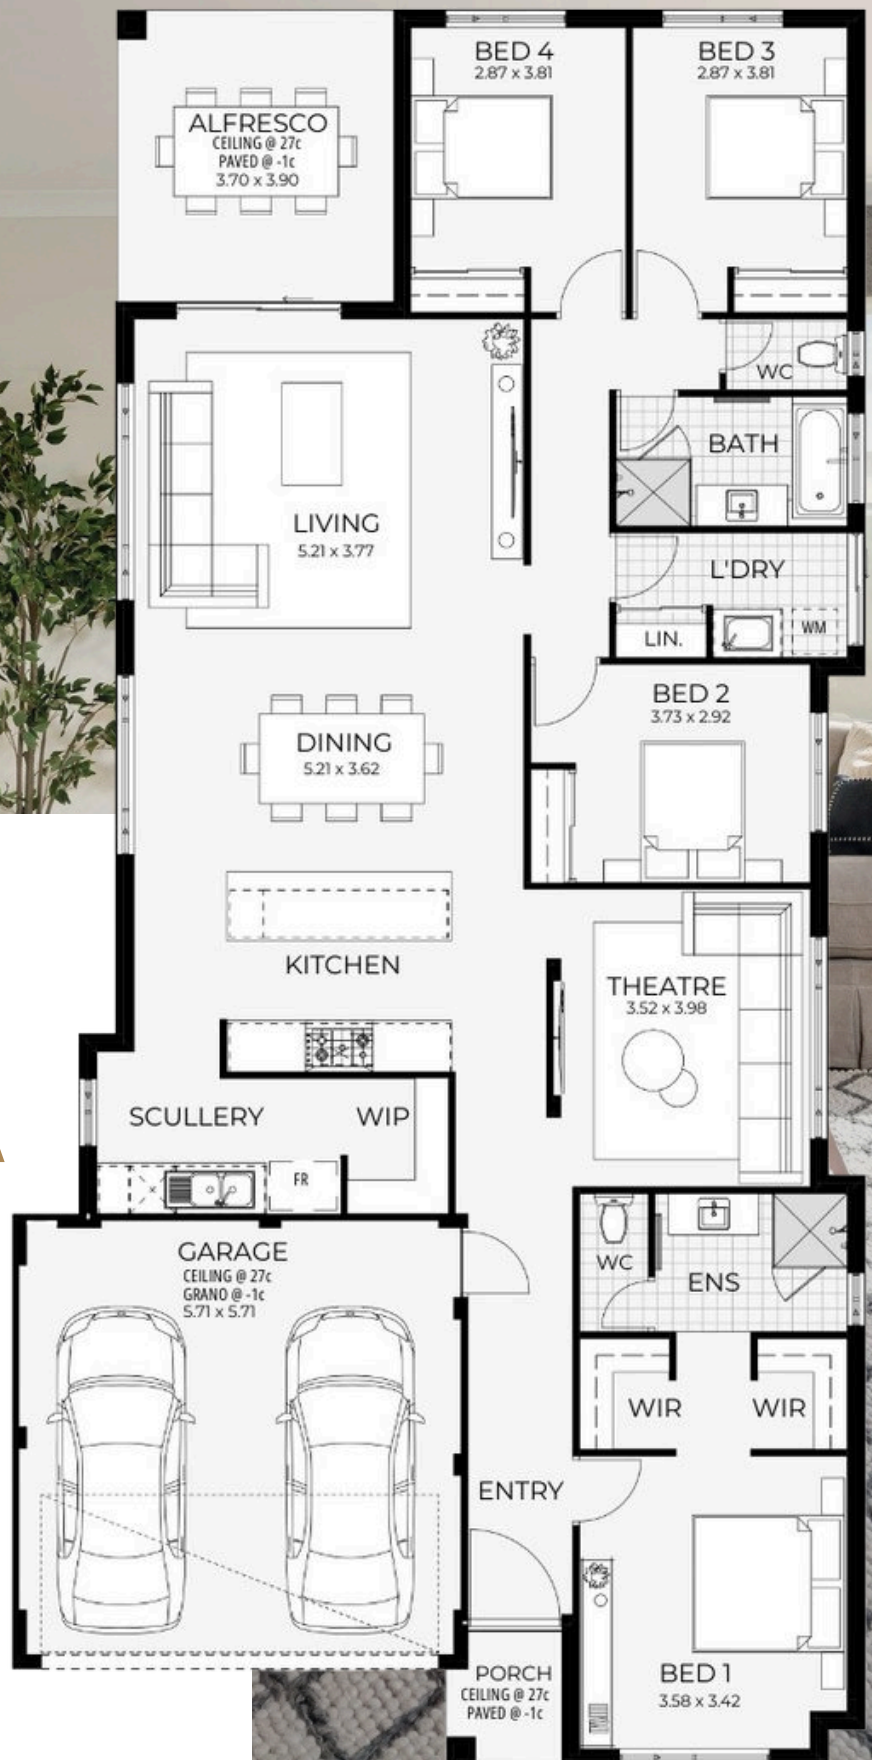 BED 4
2.87 x 3.81
BED 3
2.87 x 3.81
ALFRESCO
CEILING @ 27c
PAVED @ -1c
3.70 x 3.90
WC
BATH
LIVING
5.21 x 3.77
L'DRY
LIN.
WM
BED 2
3.73 x 2.92
DINING
5.21 x 3.62
KITCHEN
THEATRE
3.52 x 3.98
SCULLERY
WIP
FR
GARAGE
CEILING @ 27c
GRANO @ -1c
5.71 x 5.71
WC
ENS
WIR
WIR
ENTRY
BED 1
3.58 x 3.42
PORCH
CEILING @ 27c
PAVED @ -1c